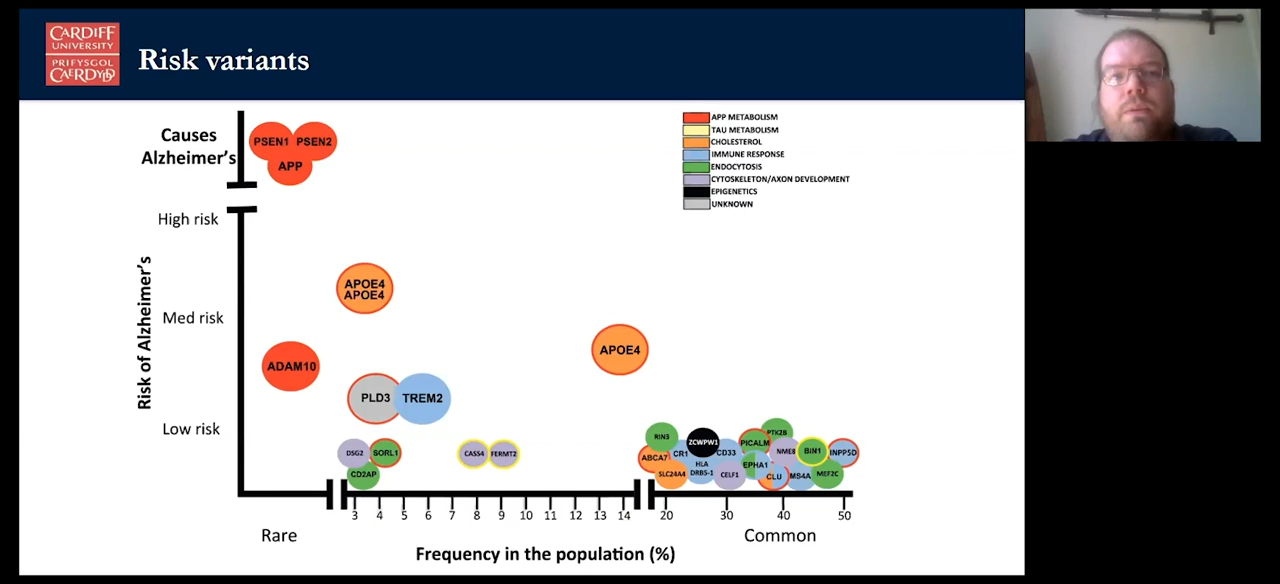 CARDIFF
UNIVERSITY
PRIFYSGOL
CAERDYDD
Risk variants
Causes
Alzheimer's
PSEN1 PSEN2
APP
APP METABOLISM
TAU METABOLISM
CHOLESTEROL
IMMUNE RESPONSE
ENDOCYTOSIS
CYTOSKELETON/AXON DEVELOPMENT
EPIGENETICS
UNKNOWN
High risk
Risk of Alzheimer's
Med risk
Low risk
APOE4
APOE4
APOE4
ADAM10
PLD3
TREM2
DSG2
SORL1
CD2AP
CASS4
FERMT2
RIN3
ZCWPW1
PTK2B
PICALM
ABCA7
CR1
CD33
NME8
BIN1
INPP5D
SLC24A4
HLA
DRB5-1
CELF1
EPHA1
CLU
MS4A
MEF2C
3 4 5 6 7 8 9 10 11 12 13 14 20 30 40 50
Rare
Common
Frequency in the population (%)